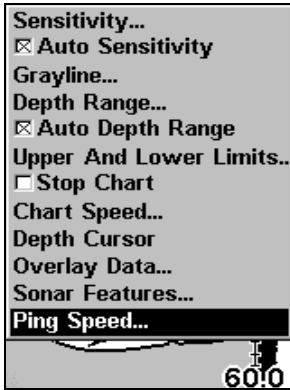 Sensitivity...
Auto Sensitivity
Grayline...
Depth Range...
Auto Depth Range
Upper And Lower Limits..
Stop Chart
Chart Speed...
Depth Cursor
Overlay Data...
Sonar Features...
Ping Speed...
60.0